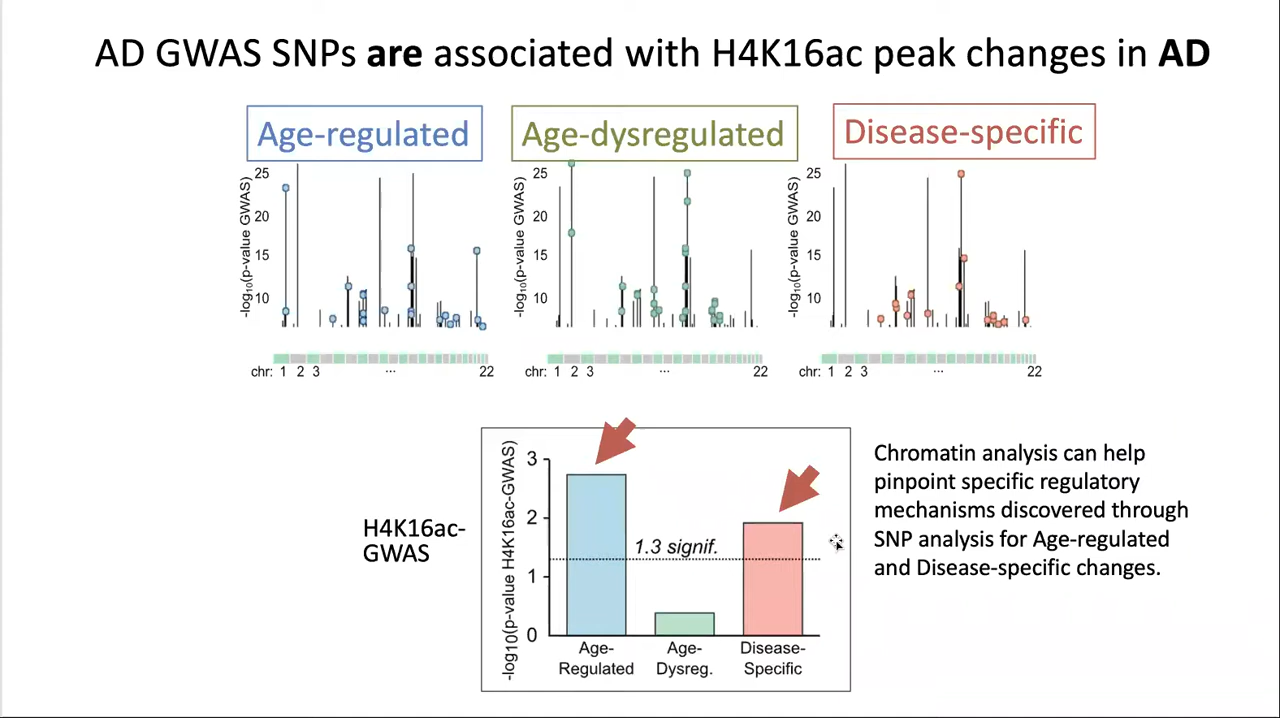 AD GWAS SNPs are associated with H4K16ac peak changes in AD
Age-regulated
Age-dysregulated
Disease-specific
-log10(p-value GWAS)
25
20
15
10
chr: 1 2 3 ... 22
-log10(p-value GWAS)
25
20
15
10
chr: 1 2 3 ... 22
-log10(p-value GWAS)
25
20
15
10
chr: 1 2 3 ... 22
H4K16ac-
GWAS
-log10(p-value H4K16ac-GWAS)
3
2
1
0
1.3 signif.
Age-
Regulated
Age-
Dysreg.
Disease-
Specific
Chromatin analysis can help
pinpoint specific regulatory
mechanisms discovered through
SNP analysis for Age-regulated
and Disease-specific changes.